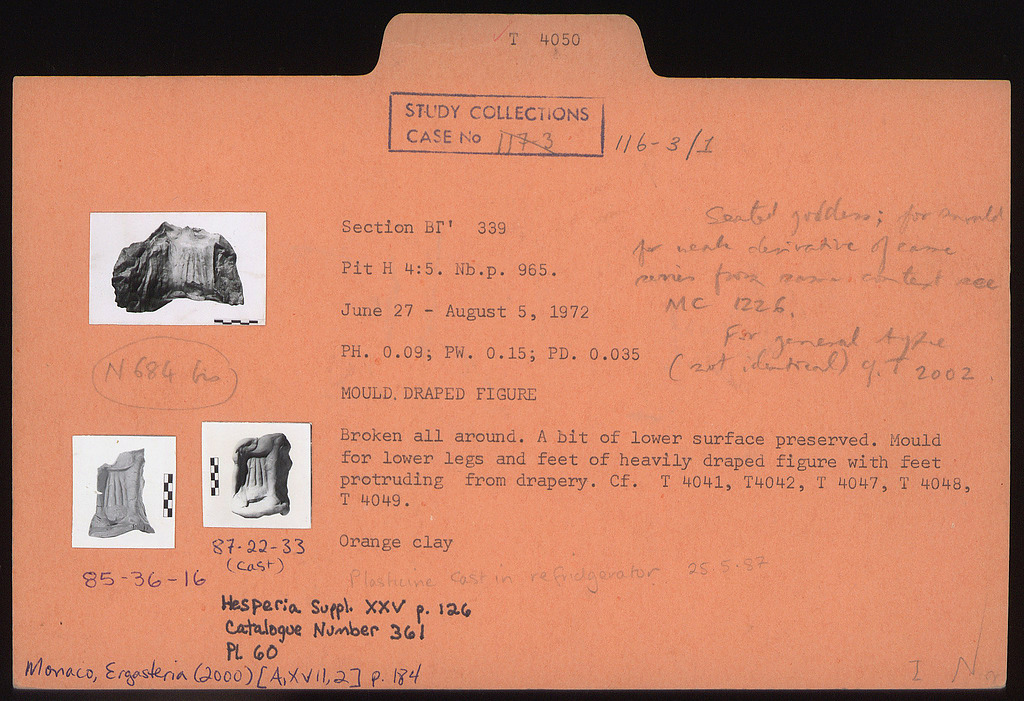 T 4050
STUDY COLLECTIONS
CASE No 117-3
116-3/1
Seated goddess; for mould
for weak derivative of same
series from same context see
MC 1226.
For general type
(not identical) cf. T 2002.
Section ΒΓ' 339
Pit H 4:5. Nb.p. 965.
June 27 - August 5, 1972
PH. 0.09; PW. 0.15; PD. 0.035
MOULD. DRAPED FIGURE
Broken all around. A bit of lower surface preserved. Mould
for lower legs and feet of heavily draped figure with feet
protruding from drapery. Cf. T 4041, T4042, T 4047, T 4048,
T 4049.
Orange clay
Plasticine cast in refridgerator 25.5.87
N 684 bis
85-36-16
87-22-33
(cast)
Hesperia Suppl. XXV p. 126
Catalogue Number 361
PL 60
Monaco, Ergasteria (2000) [A,XVII,2] p. 184
I N